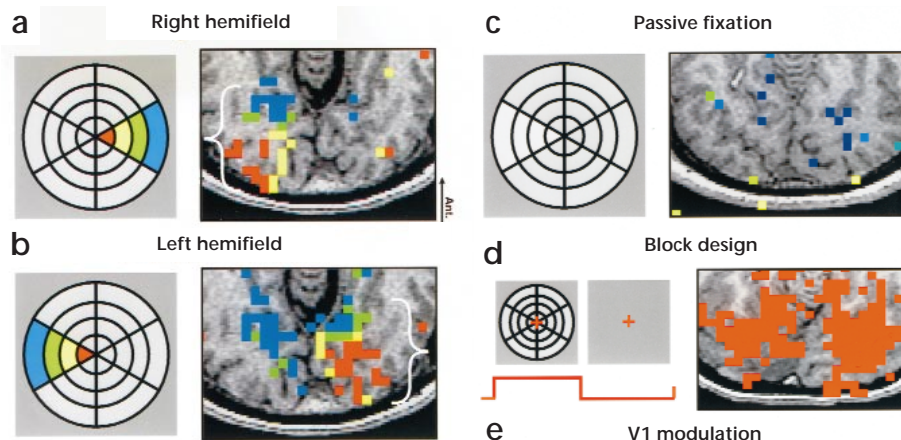 a
Right hemifield
Ant.
b
Left hemifield
c
Passive fixation
d
Block design
e
V1 modulation